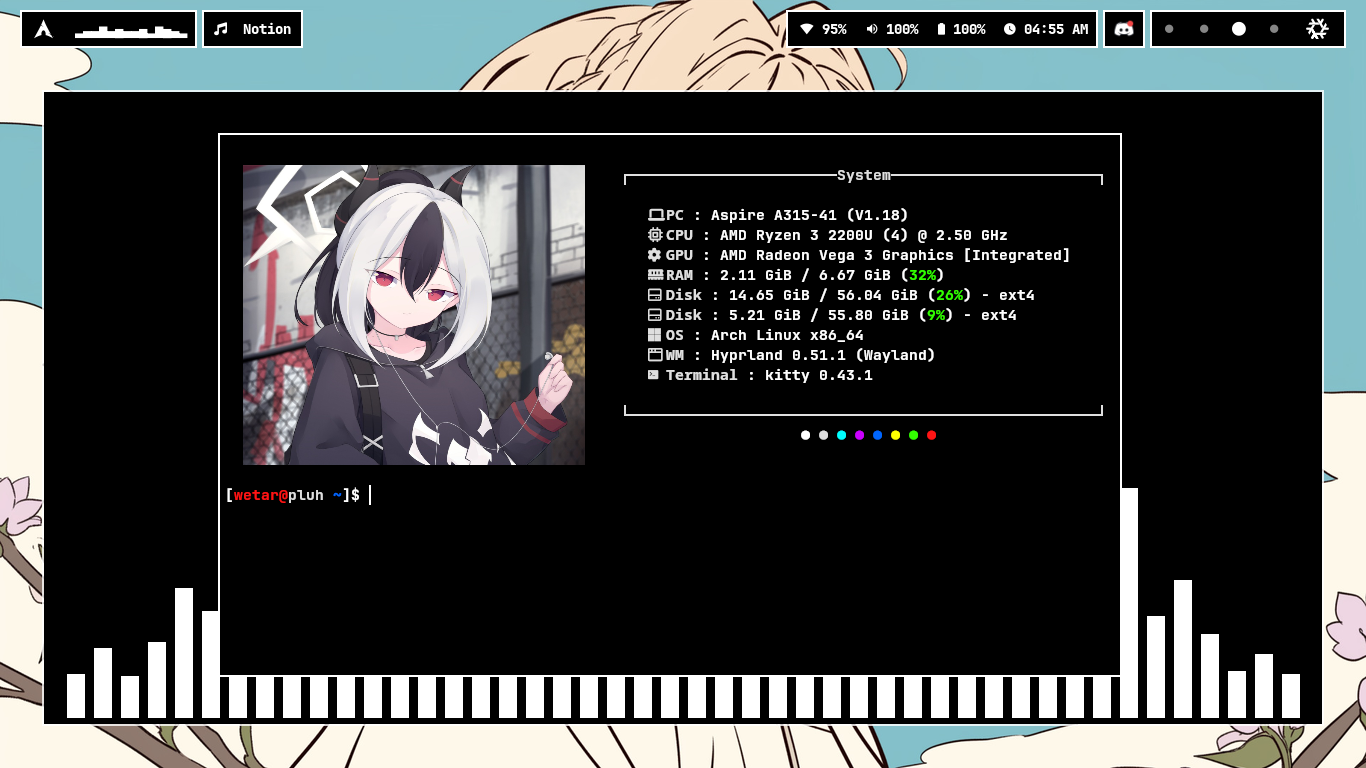 Notion
95% 100% 100% 04:55 AM
System
PC : Aspire A315-41 (V1.18)
CPU : AMD Ryzen 3 2200U (4) @ 2.50 GHz
GPU : AMD Radeon Vega 3 Graphics [Integrated]
RAM : 2.11 GiB / 6.67 GiB (32%)
Disk : 14.65 GiB / 56.04 GiB (26%) - ext4
Disk : 5.21 GiB / 55.80 GiB (9%) - ext4
OS : Arch Linux x86_64
WM : Hyprland 0.51.1 (Wayland)
Terminal : kitty 0.43.1
[wetar@pluh ~]$